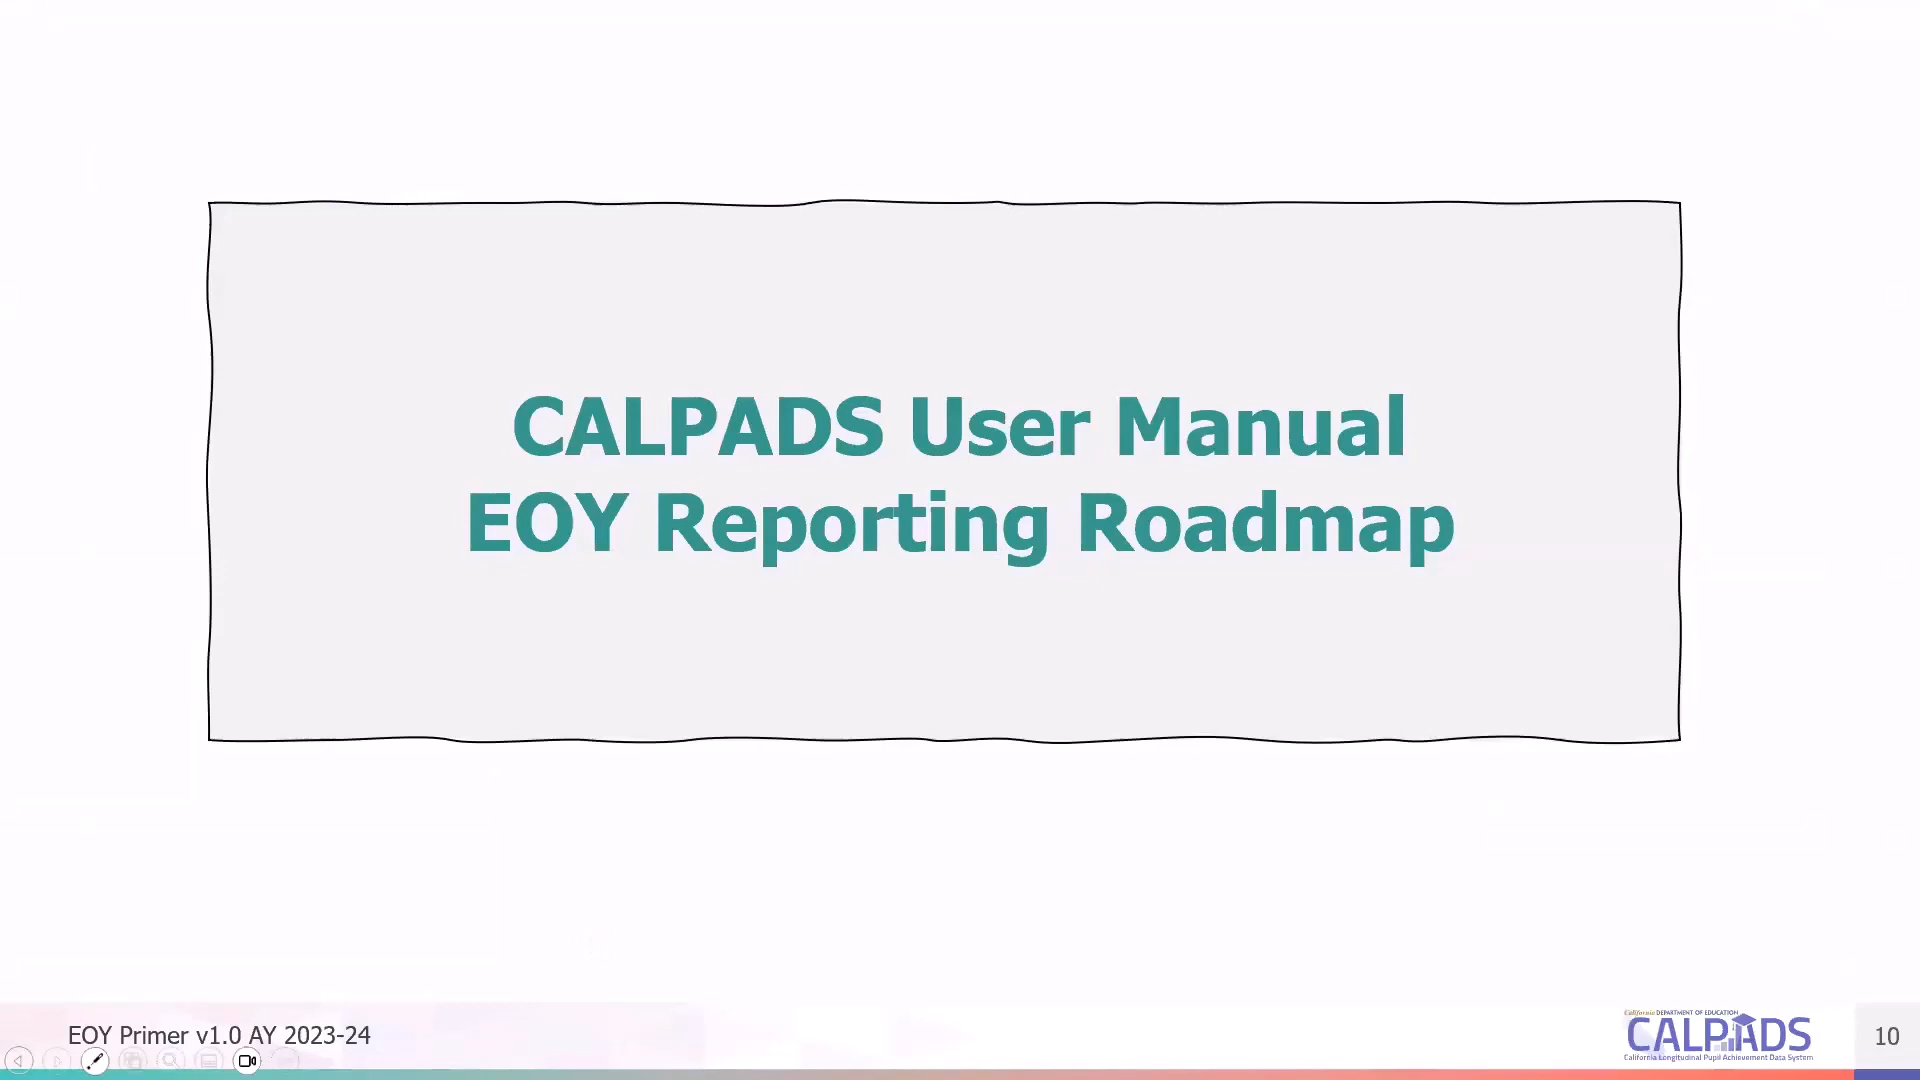 CALPADS User Manual
EOY Reporting Roadmap
EOY Primer v1.0 AY 2023-24
California DEPARTMENT OF EDUCATION
CALPADS
California Longitudinal Pupil Achievement Data System
10